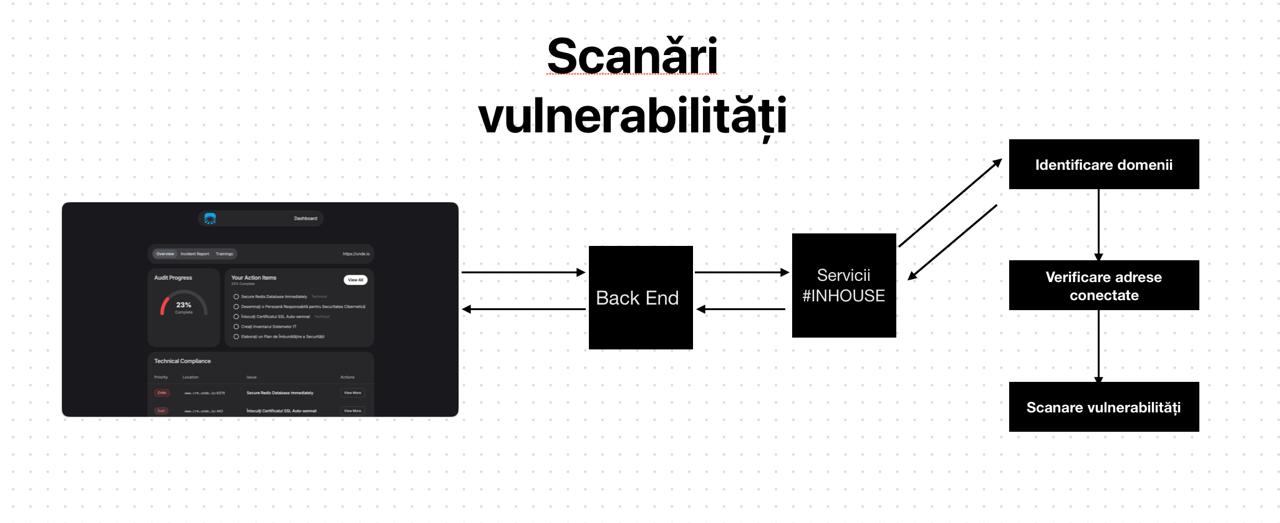 Scanări
vulnerabilități
Dashboard
Overview Incident Report Trainings
https://unde.io
Audit Progress
23%
Complete
Your Action Items
23% Complete
View All
Secure Redis Database Immediately Technical
Desemnați o Persoană Responsabilă pentru Securitatea Cibernetică
Înlocuiți Certificatul SSL Auto-semnat Technical
Creați Inventarul Sistemelor IT
Elaborați un Plan de Îmbunătățire a Securității
Technical Compliance
Priority Location Issue Actions
Secure Redis Database Immediately View More
Înlocuiți Certificatul SSL Auto-semnat View More
Back End
Servicii
#INHOUSE
Identificare domenii
Verificare adrese
conectate
Scanare vulnerabilități